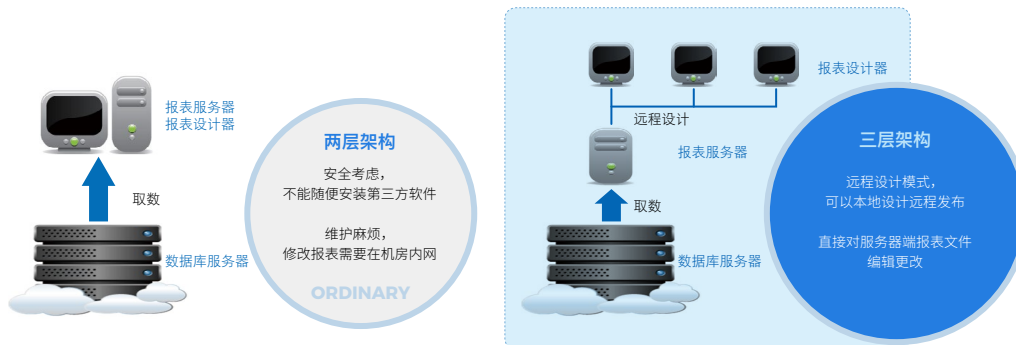 报表服务器
报表设计器
取数
数据库服务器
两层架构
安全考虑，
不能随便安装第三方软件
维护麻烦，
修改报表需要在机房内网
ORDINARY
报表设计器
远程设计
报表服务器
取数
数据库服务器
三层架构
远程设计模式，
可以本地设计远程发布
直接对服务器端报表文件
编辑更改